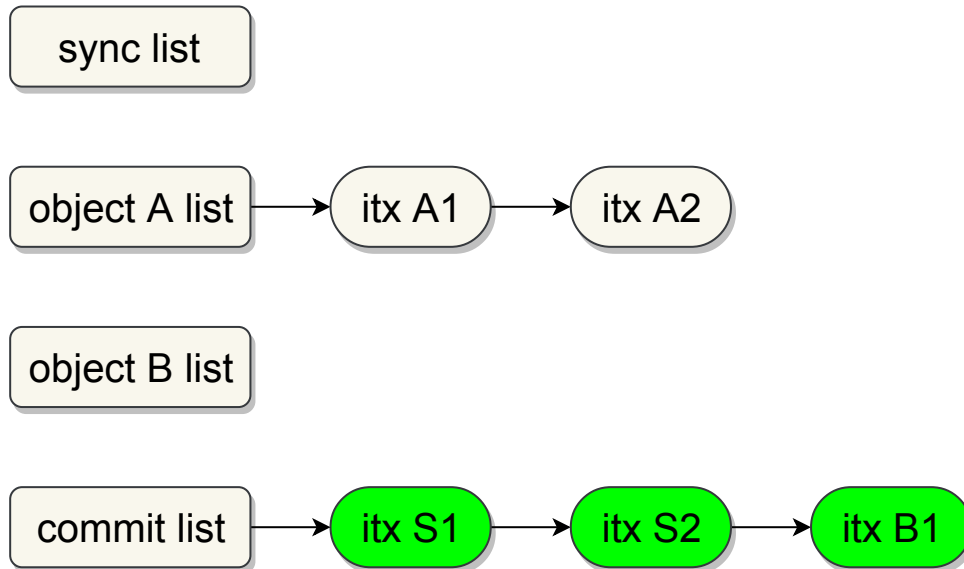 sync list
object A list
itx A1
itx A2
object B list
commit list
itx S1
itx S2
itx B1